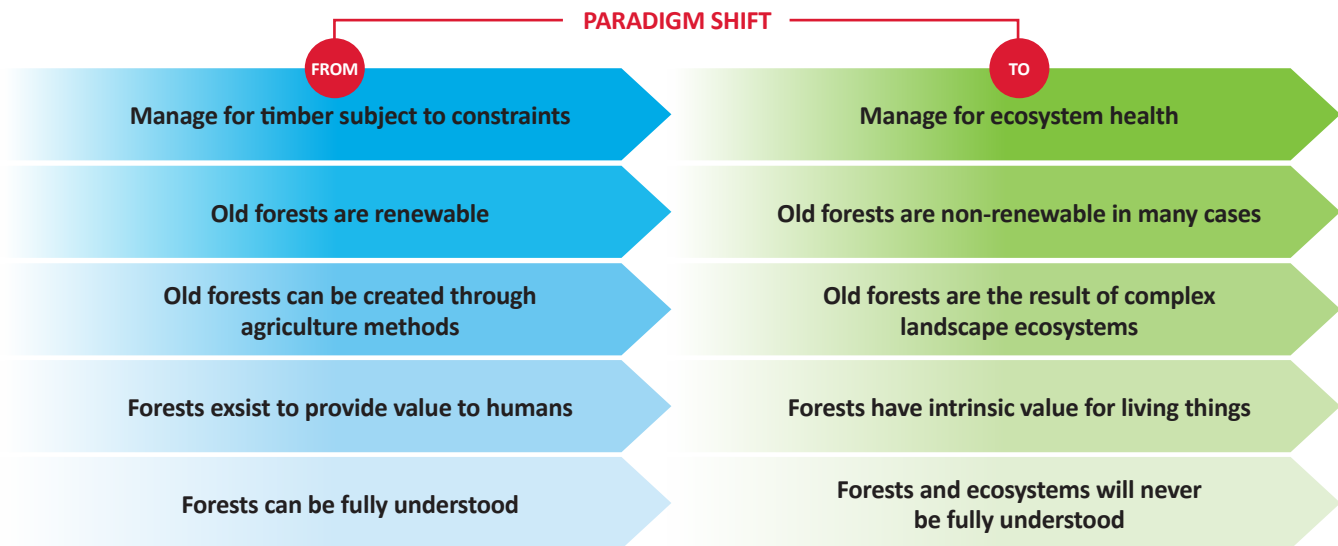 PARADIGM SHIFT
FROM
TO
Manage for timber subject to constraints
Manage for ecosystem health
Old forests are renewable
Old forests are non-renewable in many cases
Old forests can be created through
agriculture methods
Old forests are the result of complex
landscape ecosystems
Forests exsist to provide value to humans
Forests have intrinsic value for living things
Forests can be fully understood
Forests and ecosystems will never
be fully understood